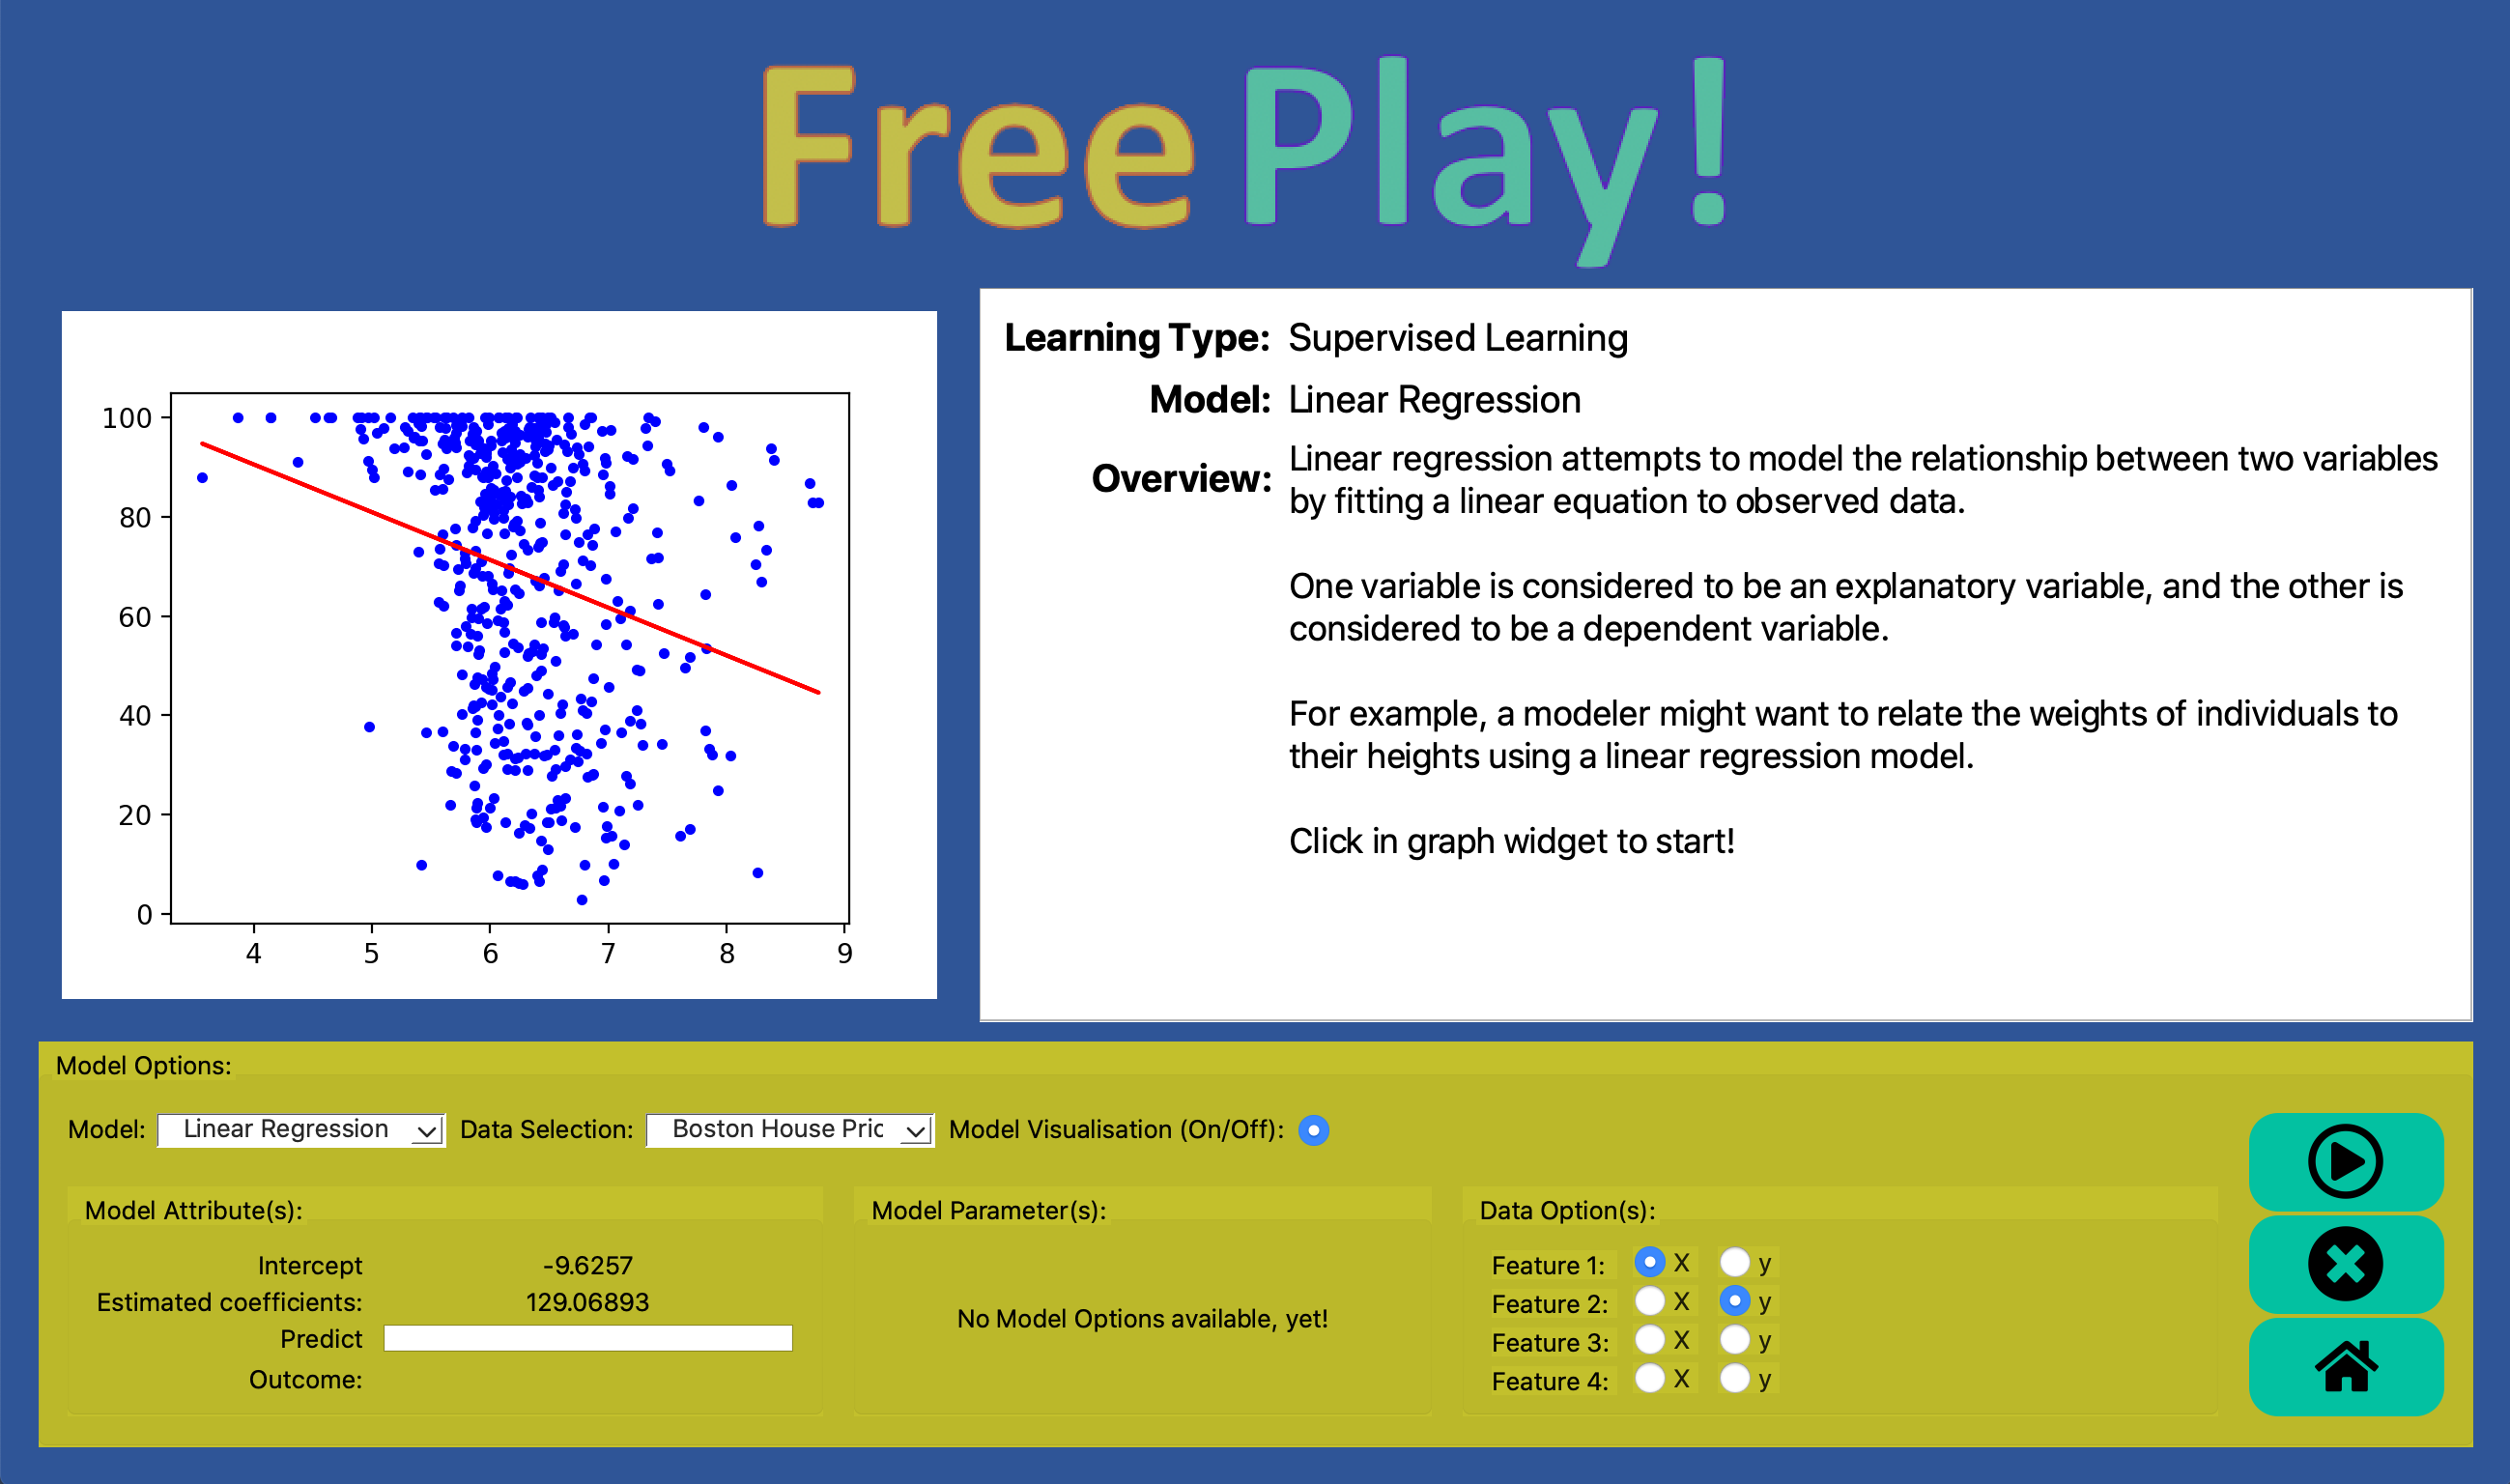 Free Play!
Learning Type: Supervised Learning
Model: Linear Regression
Overview: Linear regression attempts to model the relationship between two variables
by fitting a linear equation to observed data.
One variable is considered to be an explanatory variable, and the other is
considered to be a dependent variable.
For example, a modeler might want to relate the weights of individuals to
their heights using a linear regression model.
Click in graph widget to start!
100
80
60
40
20
0
4 5 6 7 8 9
Model Options:
Model: Linear Regression Data Selection: Boston House Pric Model Visualisation (On/Off):
Model Attribute(s):
Intercept -9.6257
Estimated coefficients: 129.06893
Predict
Outcome:
Model Parameter(s):
No Model Options available, yet!
Data Option(s):
Feature 1: X y
Feature 2: X y
Feature 3: X y
Feature 4: X y